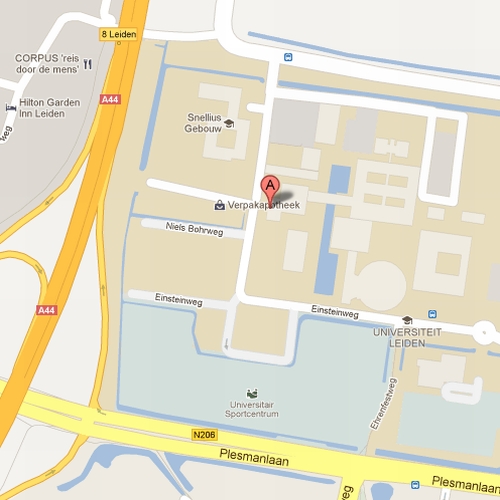 8 Leiden
CORPUS 'reis
door de mens'
A44
Hilton Garden
Inn Leiden
weg
Snellius
Gebouw
A
Verpakapotheek
Niels Bohrweg
Einsteinweg
A44
Einsteinweg
UNIVERSITEIT
LEIDEN
Universitair
Sportcentrum
Ehrenfestweg
N206
Plesmanlaan
Plesmanlaan
weg